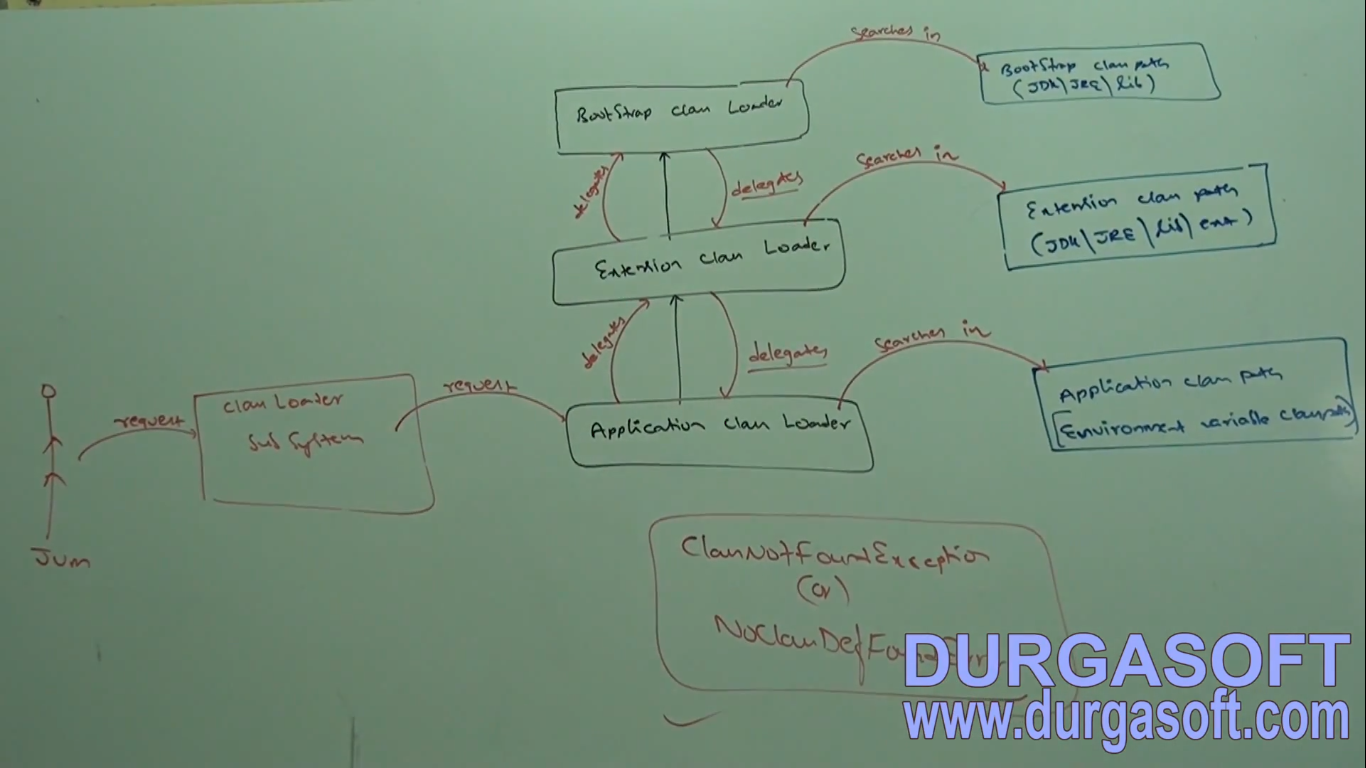 searches in
BootStrap class path
(JDK\JRE\lib)
BootStrap class Loader
delegates
delegates
searches in
Extension class path
(JDK\JRE\lib\ext)
Extension class Loader
delegates
delegates
searches in
Application class path
[Environment variable classpath]
request
class Loader
sub system
request
Application class Loader
JVM
ClassNotFoundException
(or)
NoClassDefFoundError
DURGASOFT
www.durgasoft.com